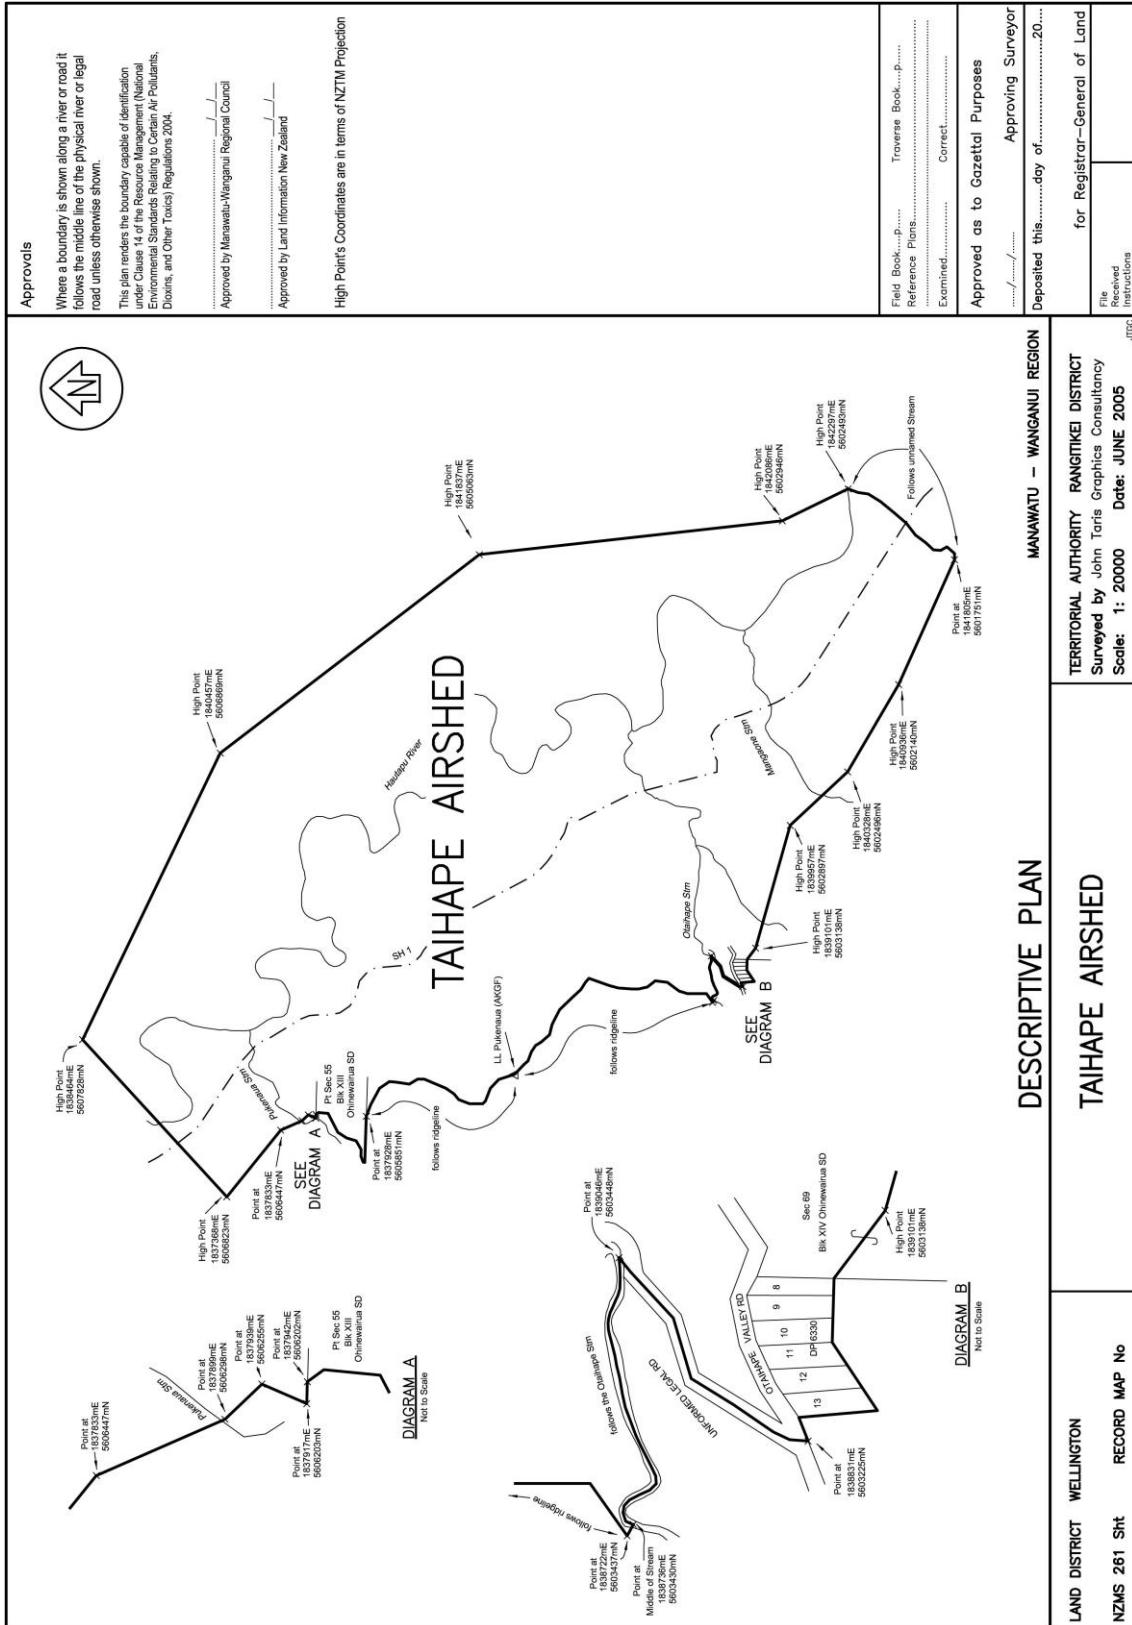 Approvals
Where a boundary is shown along a river or road it
follows the middle line of the physical river or legal
road unless otherwise shown.
This plan renders the boundary capable of identification
under Clause 14 of the Resource Management (National
Environmental Standards Relating to Certain Air Pollutants,
Dioxins, and Other Toxics) Regulations 2004.
Approved by Manawatu-Wanganui Regional Council
Approved by Land Information New Zealand
High Point's Coordinates are in terms of NZTM Projection
Field Book.....p...... Traverse Book.....p......
Reference Plans
Examined Correct
Approved as to Gazettal Purposes
Approving Surveyor
Deposited this..........day of....................20....
for Registrar-General of Land
File
Received
Instructions
JTGC
N
High Point
1838464mE
5607828mN
High Point
1840457mE
5606869mN
High Point
1841837mE
5605063mN
High Point
1842086mE
5602946mN
High Point
1842297mE
5602493mN
Follows unnamed Stream
Point at
1841805mE
5601751mN
High Point
1840936mE
5602140mN
High Point
1840328mE
5602496mN
High Point
1839957mE
5602897mN
High Point
1839101mE
5603138mN
SEE
DIAGRAM B
Otaihape Stm
Mangaone Stm
Hautapu River
SH 1
TAIHAPE AIRSHED
LL Pukenaua (AKGF)
follows ridgeline
follows ridgeline
Point at
1837928mE
5605851mN
Pt Sec 55
Blk XIII
Ohinewairua SD
SEE
DIAGRAM A
Pukenaua Stm
Point at
1837833mE
5606447mN
High Point
1837368mE
5606823mN
Point at
1837833mE
5606447mN
Pukenaua Stm
Point at
1837899mE
5606298mN
Point at
1837939mE
5606255mN
Point at
1837942mE
5606202mN
Point at
1837917mE
5606203mN
Pt Sec 55
Blk XIII
Ohinewairua SD
DIAGRAM A
Not to Scale
follows ridgeline
Point at
1838722mE
5603437mN
Point at
Middle of Stream
1838736mE
5603430mN
follows the Otaihape Stm
Point at
1839046mE
5603448mN
UNFORMED LEGAL RD
OTAIHAPE VALLEY RD
Point at
1838831mE
5603225mN
13
12
11
10
9
8
DP 6330
Sec 69
Blk XIV Ohinewairua SD
High Point
1839101mE
5603138mN
DIAGRAM B
Not to Scale
DESCRIPTIVE PLAN
MANAWATU - WANGANUI REGION
LAND DISTRICT WELLINGTON
NZMS 261 Sht RECORD MAP No
TAIHAPE AIRSHED
TERRITORIAL AUTHORITY RANGITIKEI DISTRICT
Surveyed by John Taris Graphics Consultancy
Scale: 1: 20000 Date: JUNE 2005